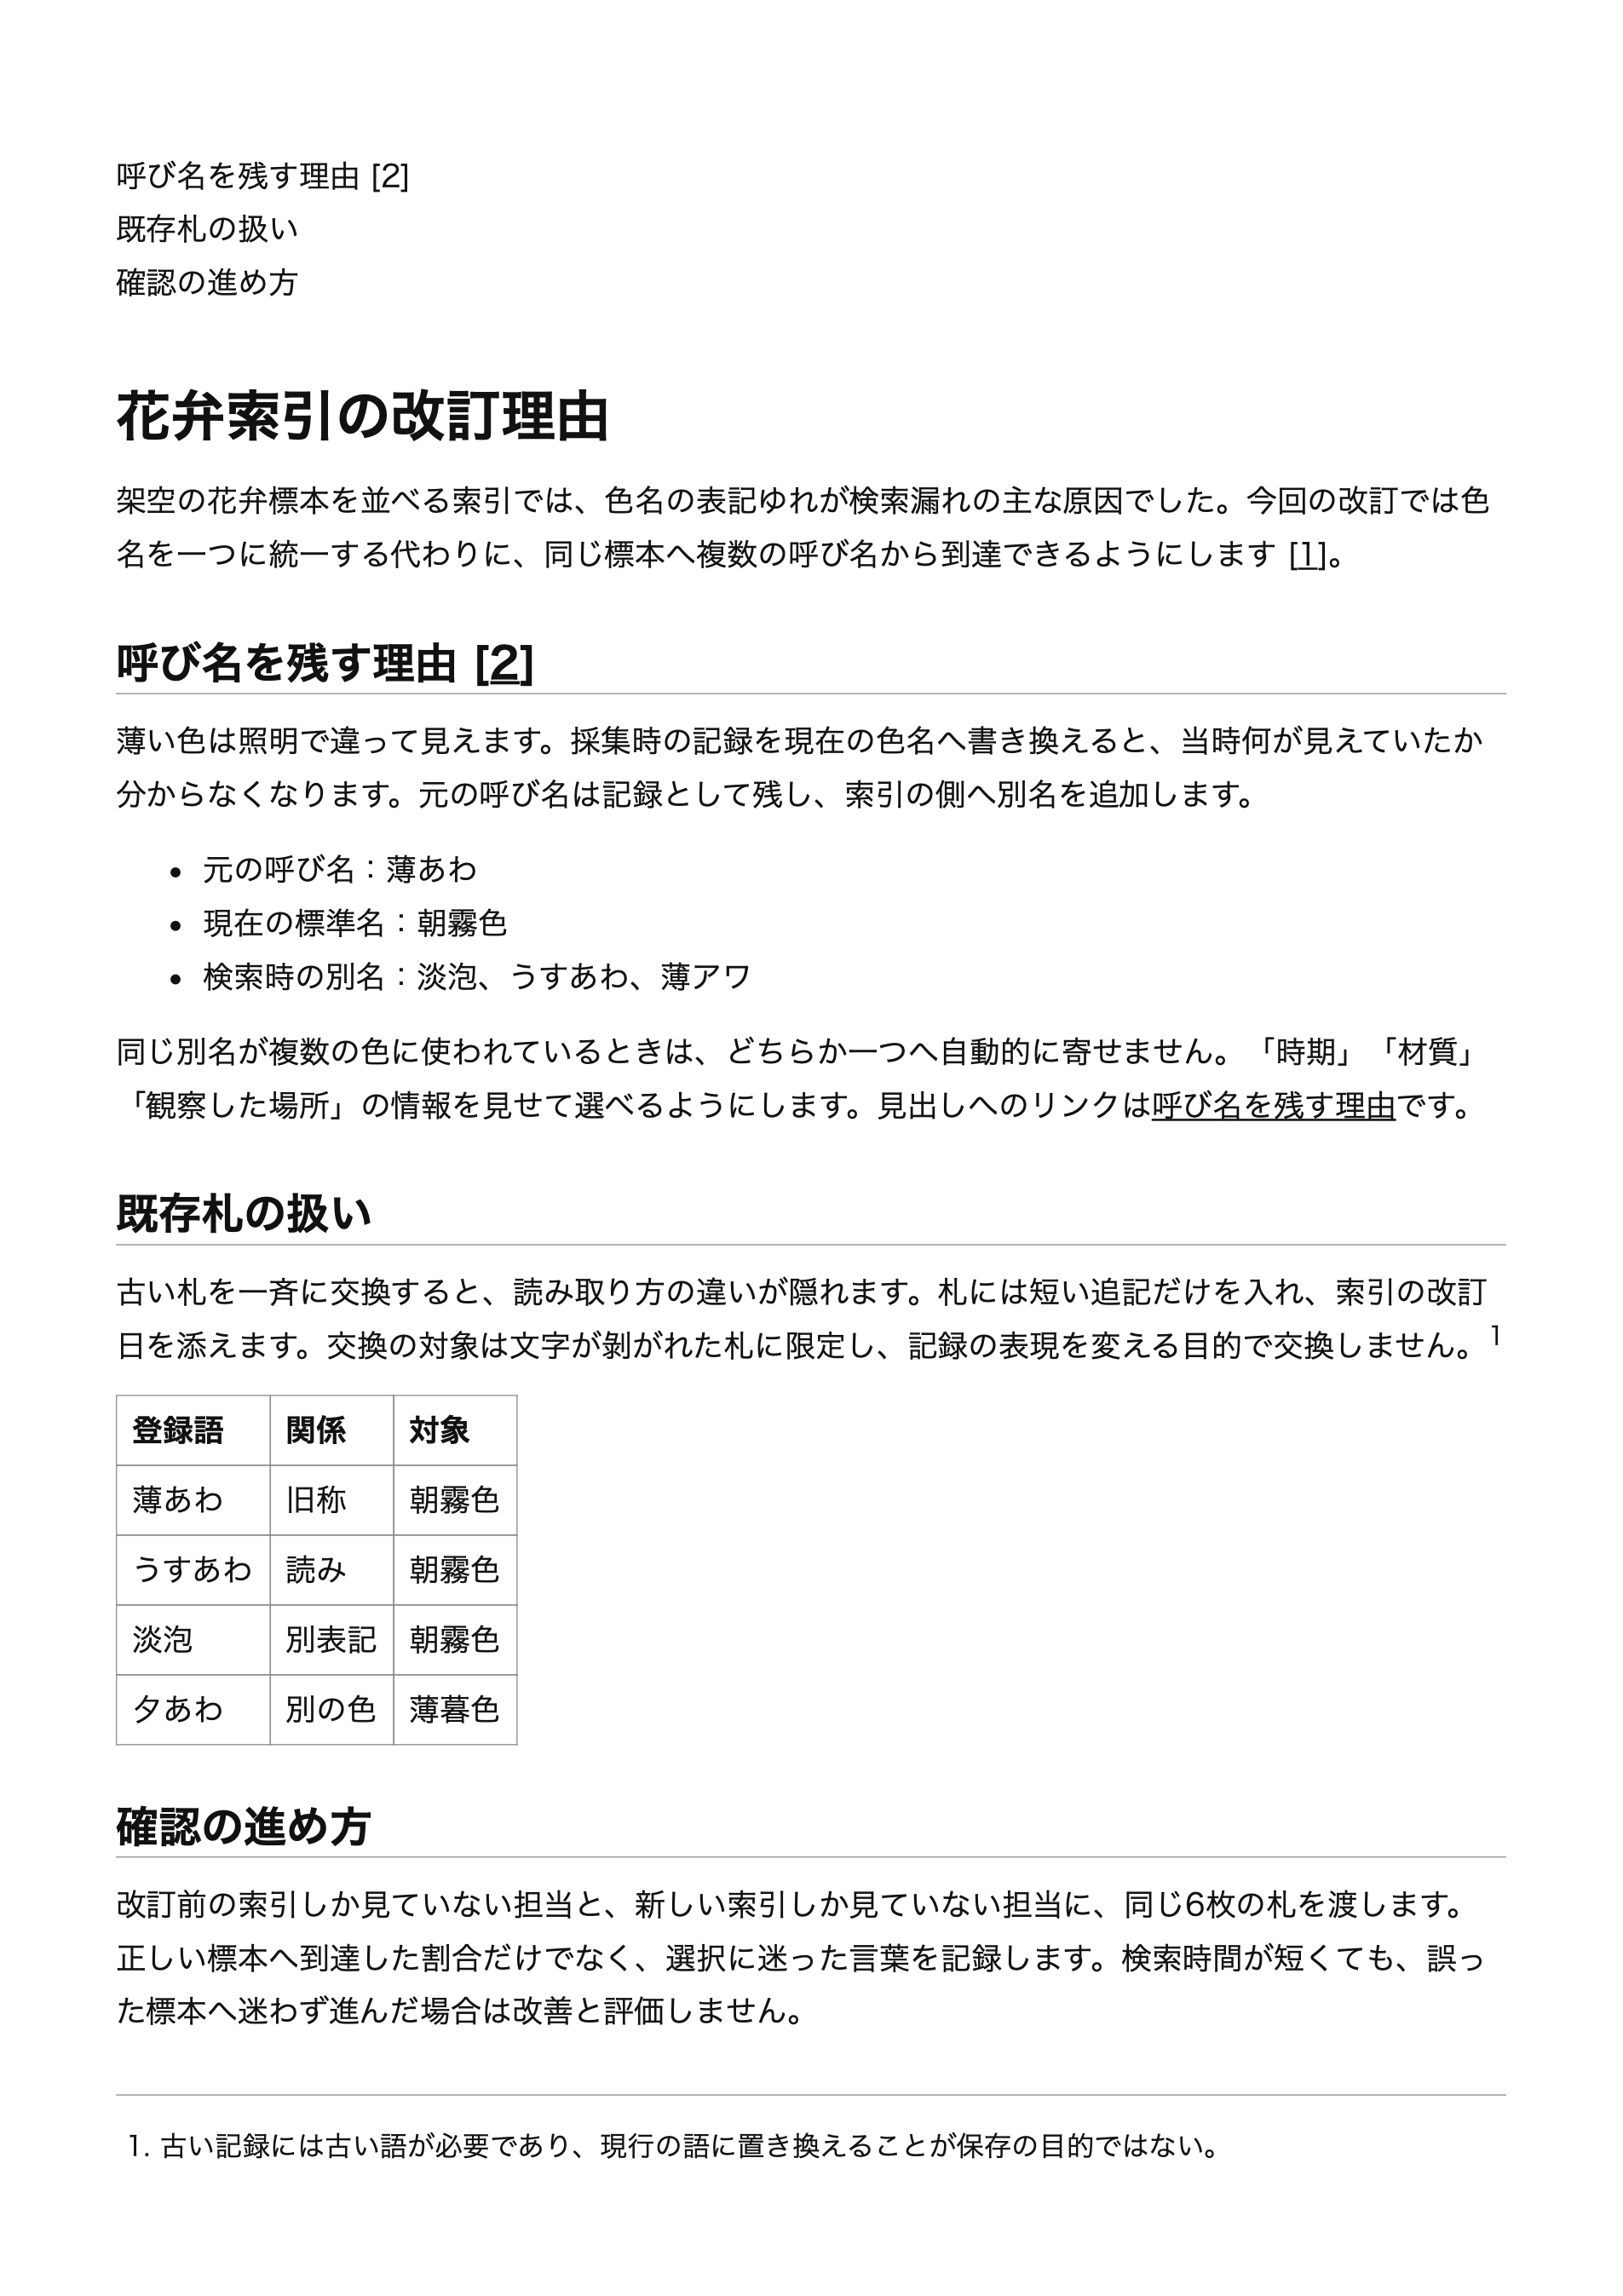 呼び名を残す理由 [2]
既存札の扱い
確認の進め方
花弁索引の改訂理由
架空の花弁標本を並べる索引では、色名の表記ゆれが検索漏れの主な原因でした。今回の改訂では色
名を一つに統一する代わりに、同じ標本へ複数の呼び名から到達できるようにします [1]。
呼び名を残す理由 [2]
薄い色は照明で違って見えます。採集時の記録を現在の色名へ書き換えると、当時何が見えていたか
分からなくなります。元の呼び名は記録として残し、索引の側へ別名を追加します。
• 元の呼び名：薄あわ
• 現在の標準名：朝霧色
• 検索時の別名：淡泡、うすあわ、薄アワ
同じ別名が複数の色に使われているときは、どちらか一つへ自動的に寄せません。「時期」「材質」
「観察した場所」の情報を見せて選べるようにします。見出しへのリンクは呼び名を残す理由です。
既存札の扱い
古い札を一斉に交換すると、読み取り方の違いが隠れます。札には短い追記だけを入れ、索引の改訂
日を添えます。交換の対象は文字が剝がれた札に限定し、記録の表現を変える目的で交換しません。1
登録語 関係 対象
薄あわ 旧称 朝霧色
うすあわ 読み 朝霧色
淡泡 別表記 朝霧色
夕あわ 別の色 薄暮色
確認の進め方
改訂前の索引しか見ていない担当と、新しい索引しか見ていない担当に、同じ6枚の札を渡します。
正しい標本へ到達した割合だけでなく、選択に迷った言葉を記録します。検索時間が短くても、誤っ
た標本へ迷わず進んだ場合は改善と評価しません。
1. 古い記録には古い語が必要であり、現行の語に置き換えることが保存の目的ではない。